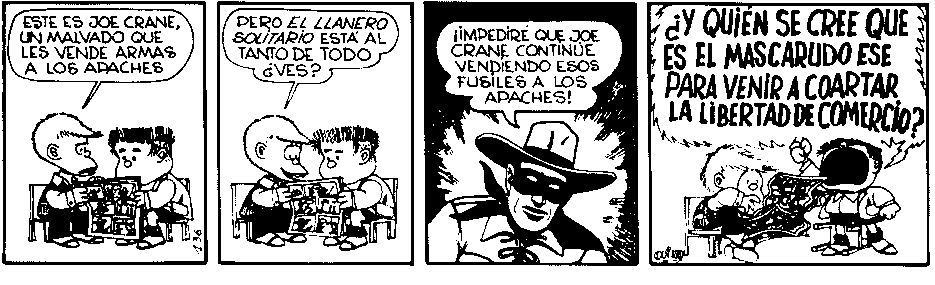 ESTE ES JOE CRANE,
UN MALVADO QUE
LES VENDE ARMAS
A LOS APACHES
PERO EL LLANERO
SOLITARIO ESTÁ AL
TANTO DE TODO
¿VES?
¡IMPEDIRÉ QUE JOE
CRANE CONTINÚE
VENDIENDO ESOS
FUSILES A LOS
APACHES!
¿Y QUIÉN SE CREE QUE
ES EL MASCARUDO ESE
PARA VENIR A COARTAR
LA LIBERTAD DE COMERCIO?